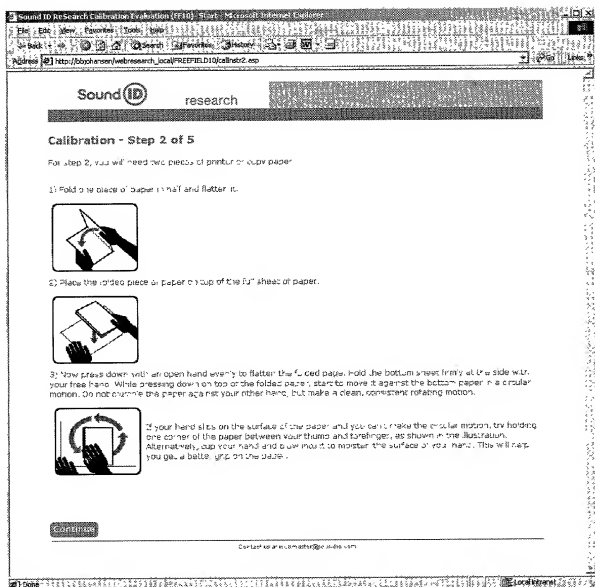 Sound ID ReSearch Calibration Evaluation (FF10) - Start - Microsoft Internet Explorer
File Edit View Favorites Tools Help
Back Search Favorites History
Address http://bbjohansen/webresearch_local/FREEFIELD10/calinstr2.asp Go Links
Sound ID research
Calibration - Step 2 of 5
For step 2, you will need two pieces of printer or copy paper
1) Fold one piece of paper in half and flatten it.
2) Place the folded piece of paper on top of the full sheet of paper.
3) Now press down with an open hand evenly to flatten the folded page. Hold the bottom sheet firmly at the side with
your free hand. While pressing down on top of the folded paper, start to move it against the bottom paper in a circular
motion. Do not crumple the paper against your other hand, but make a clean, consistent rotating motion.
If your hand slips on the surface of the paper and you can't make the circular motion, try holding
one corner of the paper between your thumb and forefinger, as shown in the illustration.
Alternatively, cup your hand and blow into it to moisten the surface of your hand. This will help
you get a better grip on the paper.
Continue
Contact us at
Done Local intranet